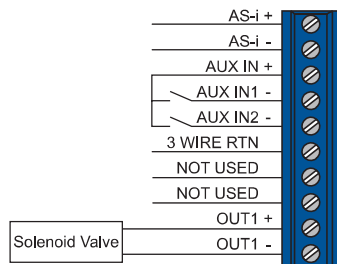 AS-i +
AS-i -
AUX IN +
AUX IN1 -
AUX IN2 -
3 WIRE RTN
NOT USED
NOT USED
OUT1 +
Solenoid Valve
OUT1 -